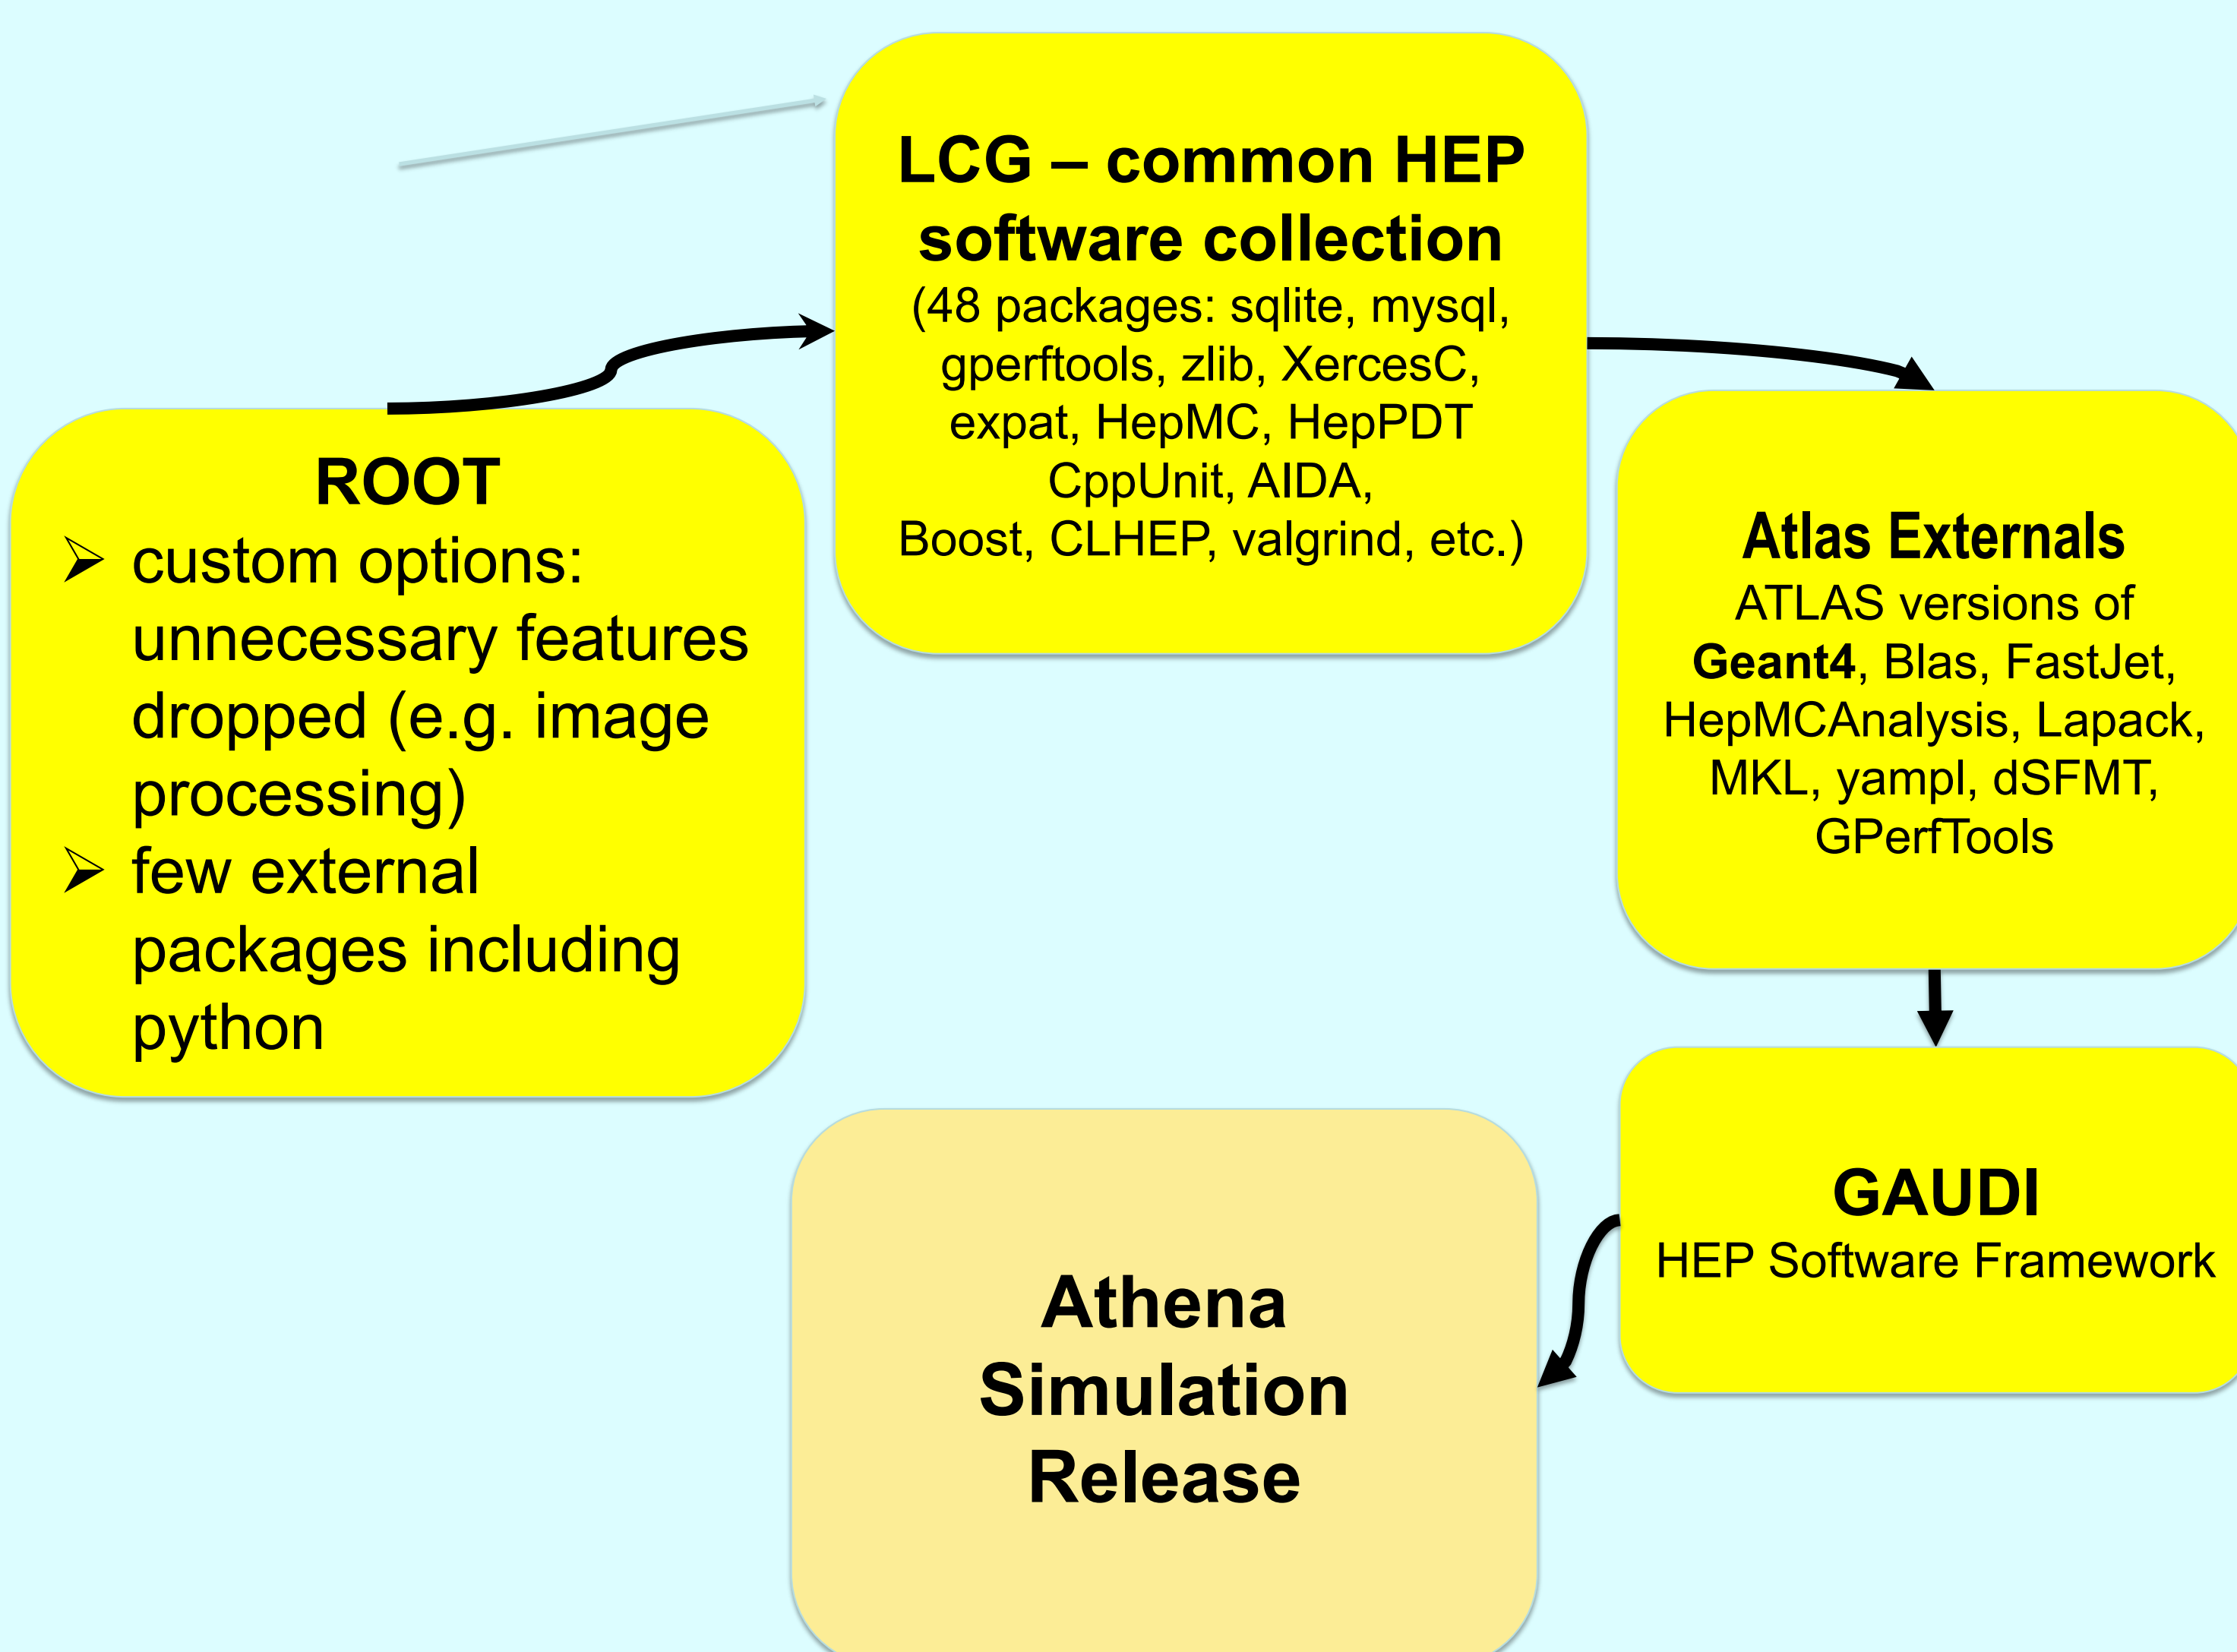 LCG – common HEP
software collection
(48 packages: sqlite, mysql,
gperftools, zlib, XercesC,
expat, HepMC, HepPDT
CppUnit, AIDA,
Boost, CLHEP, valgrind, etc.)
ROOT
➢ custom options:
unnecessary features
dropped (e.g. image
processing)
➢ few external
packages including
python
Atlas Externals
ATLAS versions of
Geant4, Blas, FastJet,
HepMCAnalysis, Lapack,
MKL, yampl, dSFMT,
GPerfTools
GAUDI
HEP Software Framework
Athena
Simulation
Release